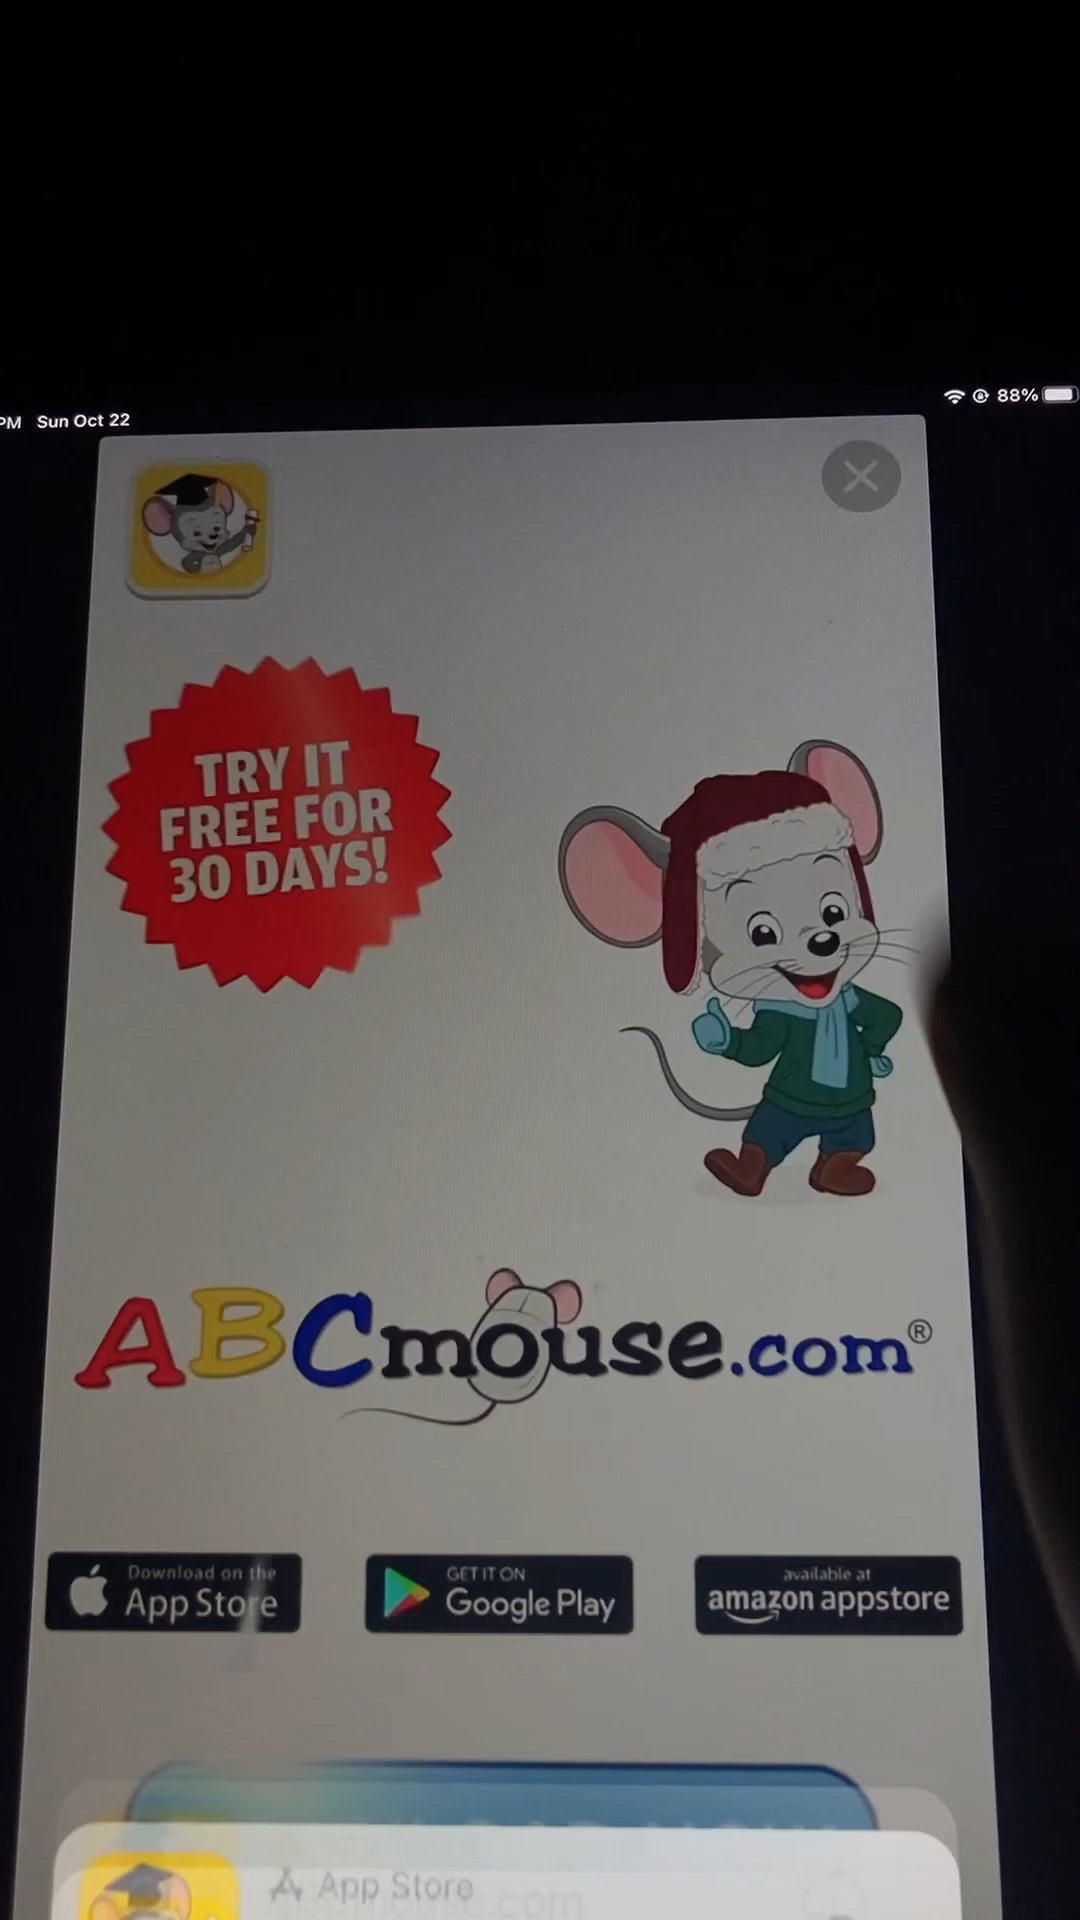 PM Sun Oct 22
88%
TRY IT
FREE FOR
30 DAYS!
ABCmouse.com®
Download on the
App Store
GET IT ON
Google Play
available at
amazon appstore
App Store